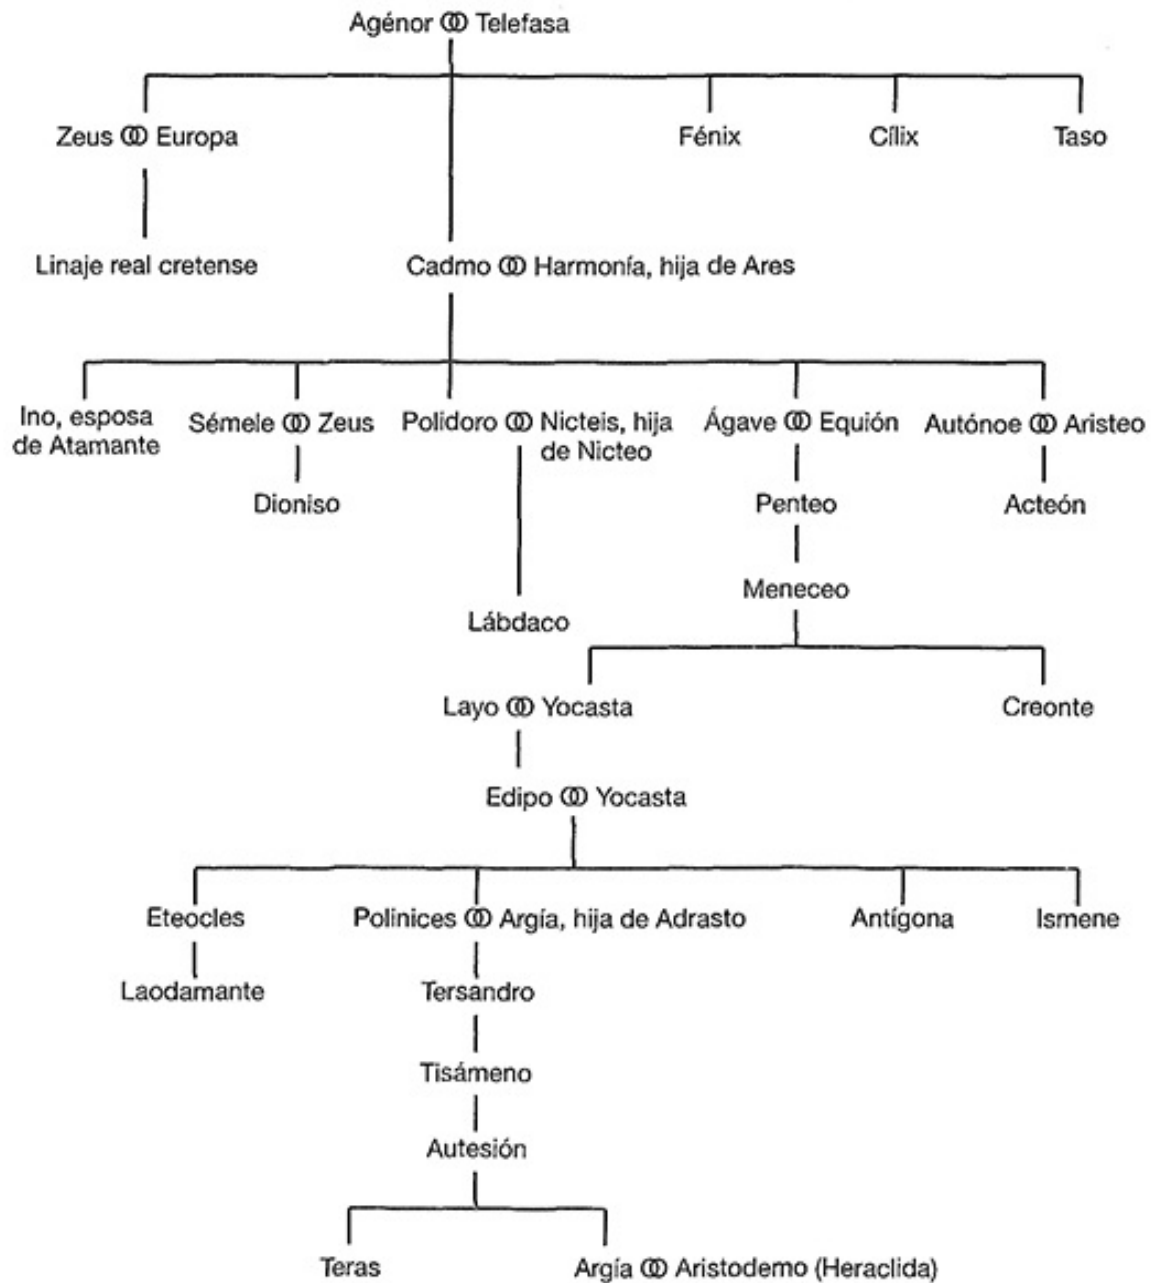 Agénor ⚭ Telefasa
Zeus ⚭ Europa
Fénix
Cílix
Taso
Linaje real cretense
Cadmo ⚭ Harmonía, hija de Ares
Ino, esposa
de Atamante
Sémele ⚭ Zeus
Polidoro ⚭ Nicteis, hija
de Nicteo
Ágave ⚭ Equión
Autónoe ⚭ Aristeo
Dioniso
Penteo
Acteón
Meneceo
Lábdaco
Layo ⚭ Yocasta
Creonte
Edipo ⚭ Yocasta
Eteocles
Polinices ⚭ Argía, hija de Adrasto
Antígona
Ismene
Laodamante
Tersandro
Tisámeno
Autesión
Teras
Argía ⚭ Aristodemo (Heraclida)